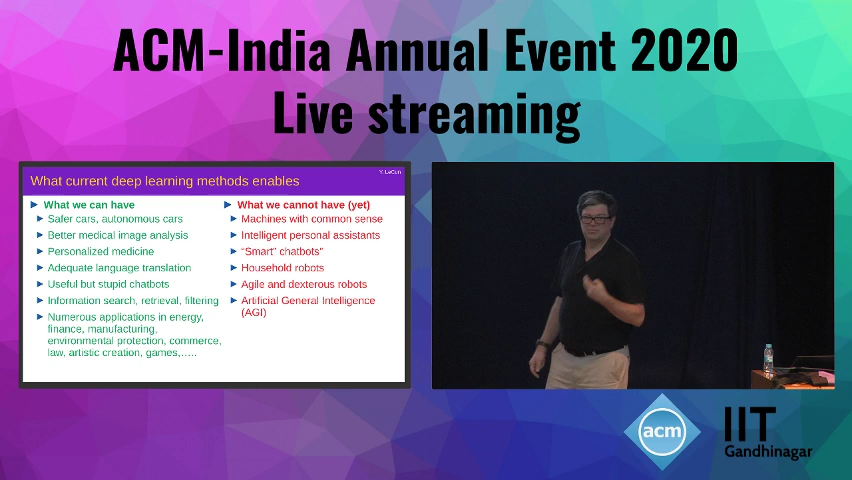 ACM-India Annual Event 2020
Live streaming
Y. LeCun
What current deep learning methods enables
What we can have
Safer cars, autonomous cars
Better medical image analysis
Personalized medicine
Adequate language translation
Useful but stupid chatbots
Information search, retrieval, filtering
Numerous applications in energy,
finance, manufacturing,
environmental protection, commerce,
law, artistic creation, games,.....
What we cannot have (yet)
Machines with common sense
Intelligent personal assistants
"Smart" chatbots"
Household robots
Agile and dexterous robots
Artificial General Intelligence
(AGI)
acm
IIT
Gandhinagar